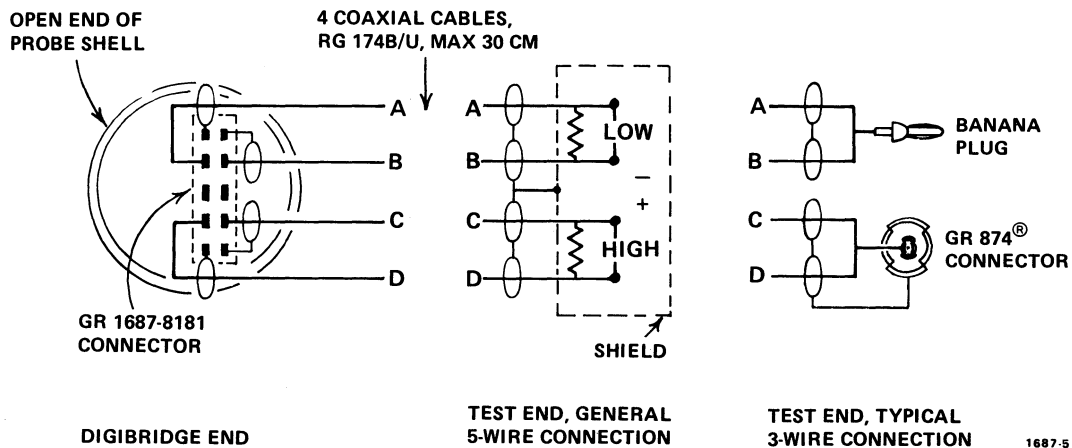 OPEN END OF
PROBE SHELL
4 COAXIAL CABLES,
RG 174B/U, MAX 30 CM
A
B
C
D
GR 1687-8181
CONNECTOR
DIGIBRIDGE END
A
B
C
D
LOW
–
+
HIGH
SHIELD
TEST END, GENERAL
5-WIRE CONNECTION
A
B
C
D
BANANA
PLUG
GR 874®
CONNECTOR
TEST END, TYPICAL
3-WIRE CONNECTION
1687-5